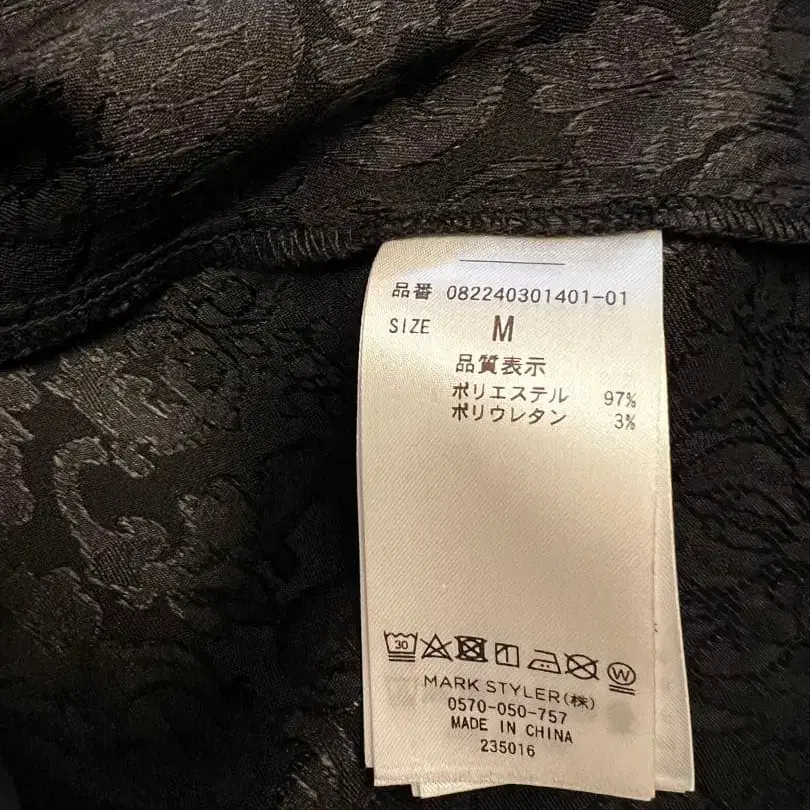 品番 082240301401-01
SIZE M
品質表示
ポリエステル 97%
ポリウレタン 3%
30
W
MARK STYLER(株)
0570-050-757
MADE IN CHINA
235016